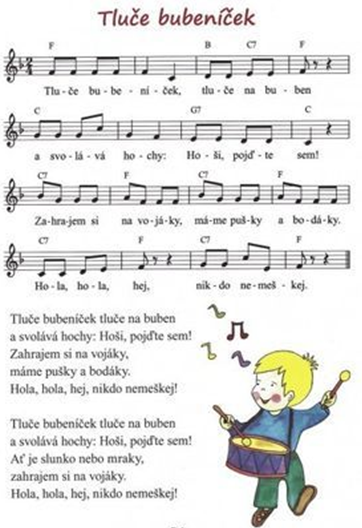 Tluče bubeníček
F B C7 F
Tlu - če bu - be - ní - ček, tlu - če na bu - ben
C G7 C
a svo - lá - vá ho - chy: Ho - ši, pojď - te sem!
C7 F C7 F
Za - hra - jem si na vo - já - ky, má - me puš - ky a bo - dá - ky.
C7 F C7 F
Ho - la, ho - la, hej, nik - do ne - meš - kej.
Tluče bubeníček tluče na buben
a svolává hochy: Hoši, pojďte sem!
Zahrajem si na vojáky,
máme pušky a bodáky.
Hola, hola, hej, nikdo nemeškej!
Tluče bubeníček tluče na buben
a svolává hochy: Hoši, pojďte sem!
Ať je slunko nebo mraky,
zahrajem si na vojáky.
Hola, hola, hej, nikdo nemeškej!